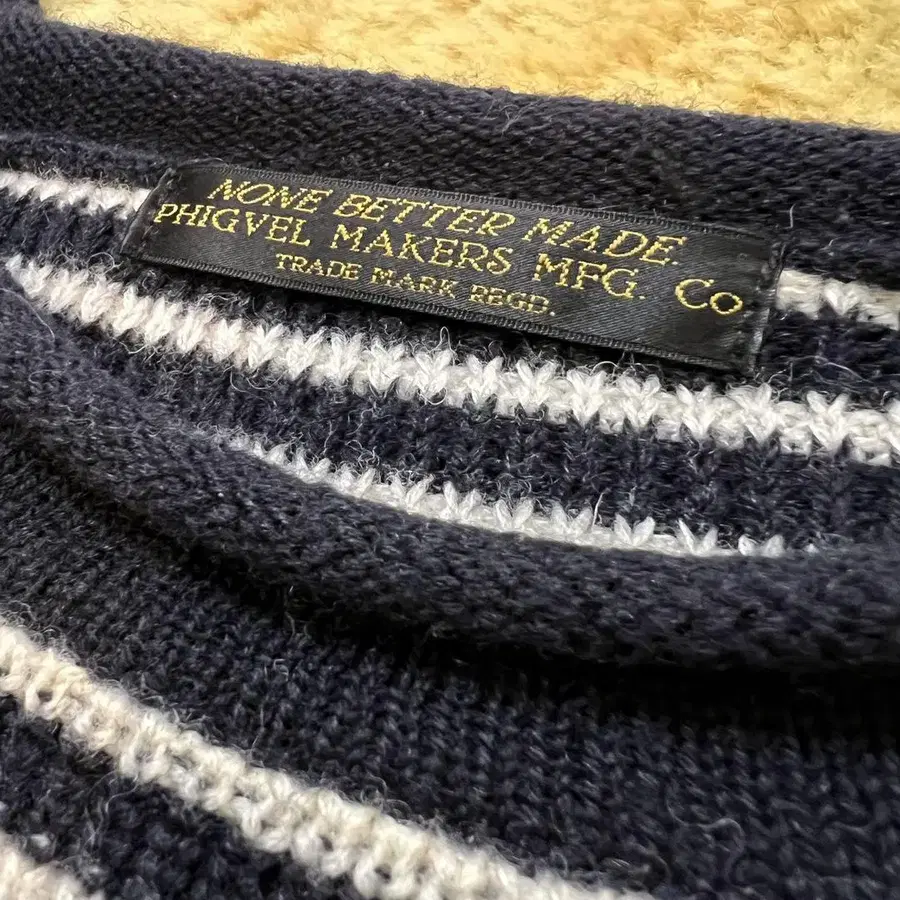 NONE BETTER MADE.
PHIGVEL MAKERS MFG. Co
TRADE MARK REGD.